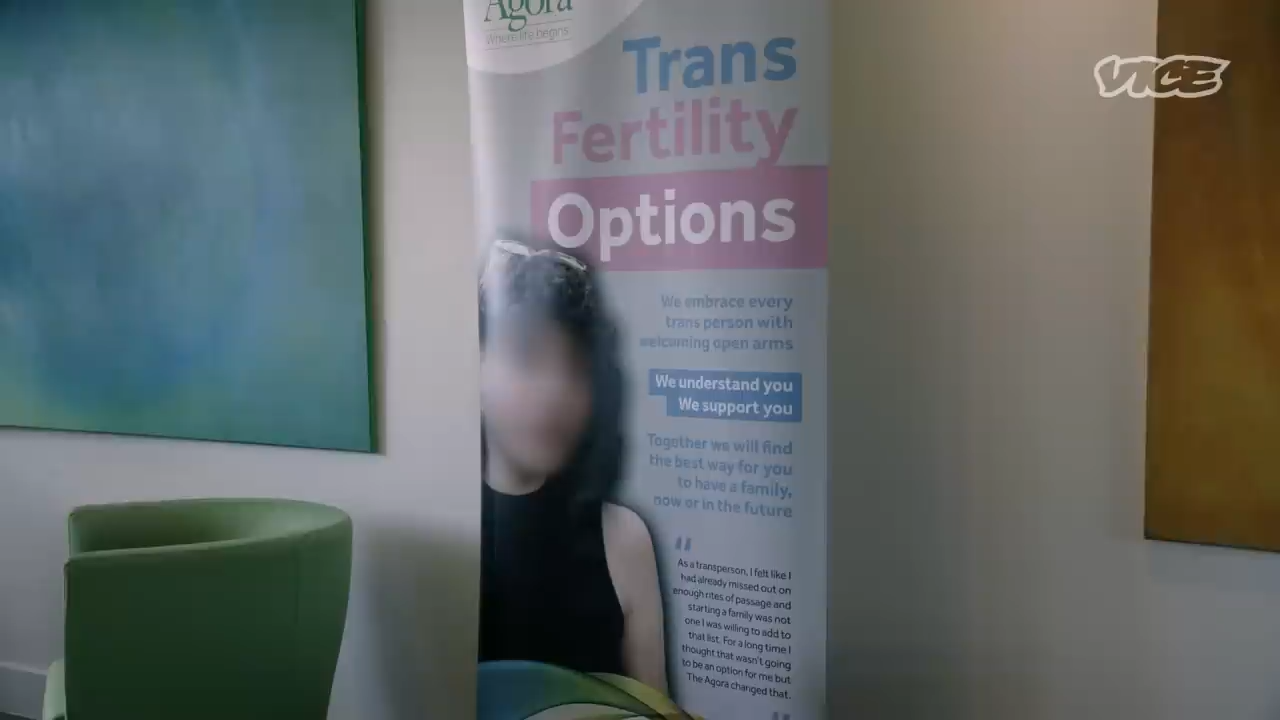 Agora
Where life begins
VICE
Trans
Fertility
Options
We embrace every
trans person with
welcoming open arms
We understand you
We support you
Together we will find
the best way for you
to have a family,
now or in the future
“
As a transperson, I felt like I
had already missed out on
enough rites of passage and
starting a family was not
one I was willing to add to
that list. For a long time I
thought that wasn't going
to be an option for me but
The Agora changed that.
”